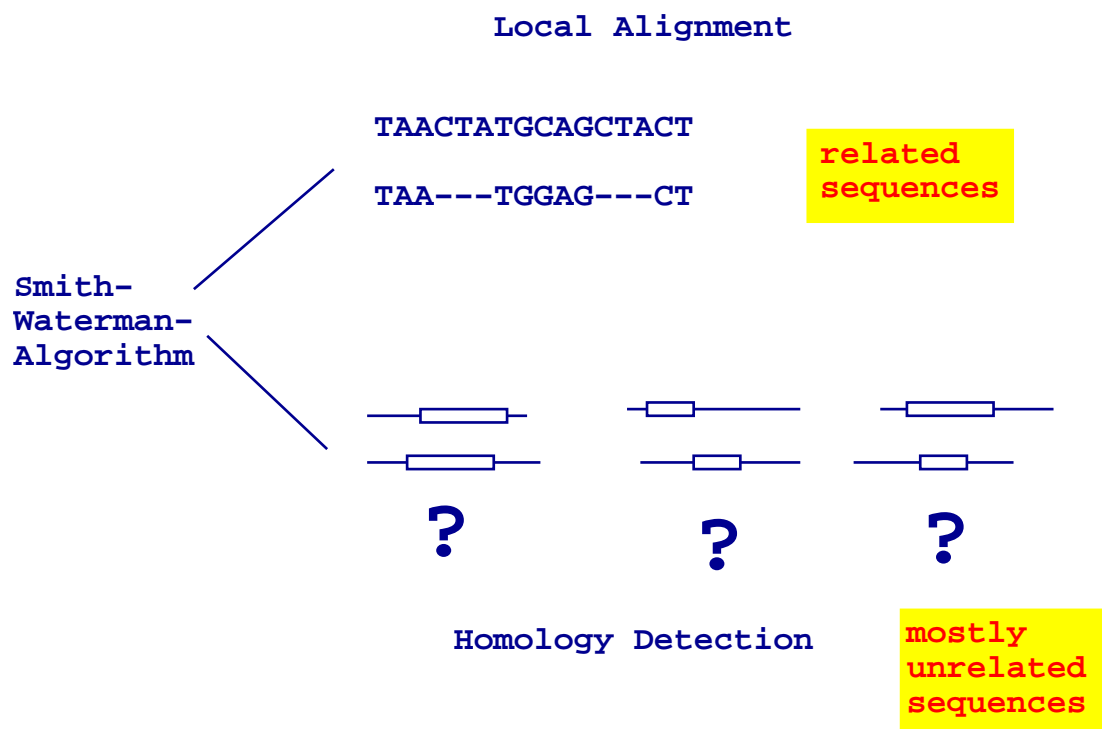 Local Alignment
TAACTATGCAGCTACT
TAA---TGGAG---CT
related
sequences
Smith-
Waterman-
Algorithm
? ? ?
Homology Detection
mostly
unrelated
sequences